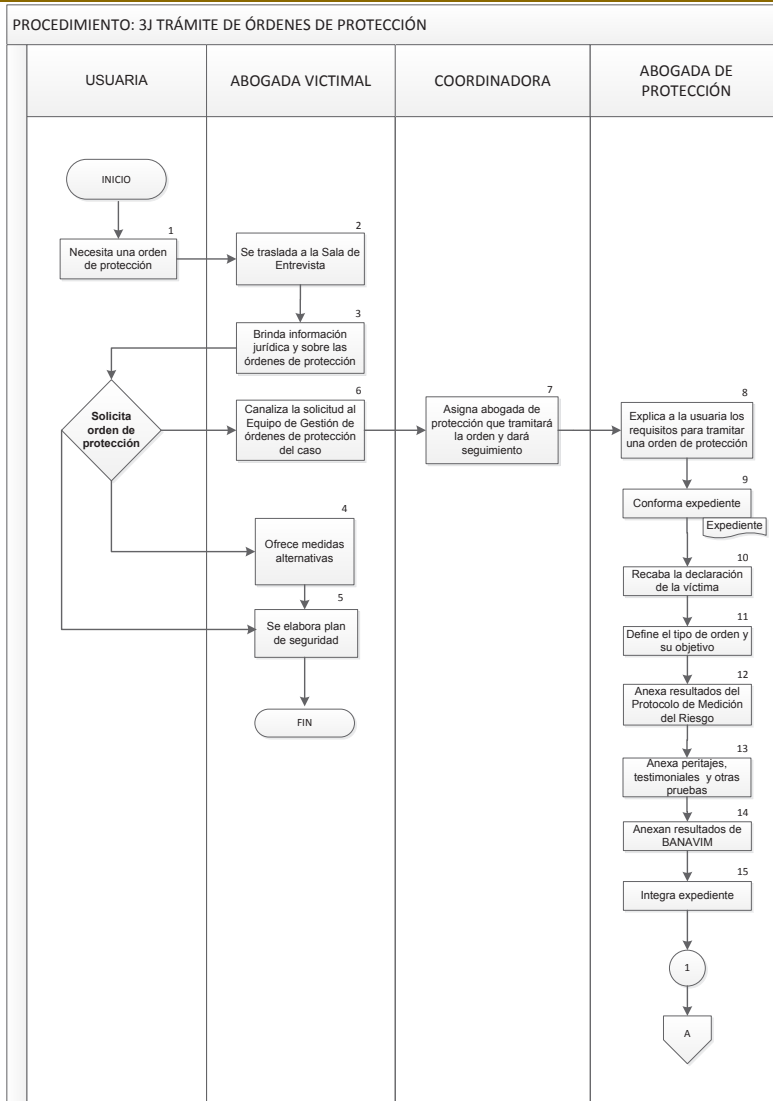 PROCEDIMIENTO: 3J TRÁMITE DE ÓRDENES DE PROTECCIÓN
USUARIA
ABOGADA VICTIMAL
COORDINADORA
ABOGADA DE
PROTECCIÓN
INICIO
1
Necesita una orden
de protección
2
Se traslada a la Sala de
Entrevista
3
Brinda información
jurídica y sobre las
órdenes de protección
Solicita
orden de
protección
6
Canaliza la solicitud al
Equipo de Gestión de
órdenes de protección
del caso
7
Asigna abogada de
protección que tramitará
la orden y dará
seguimiento
8
Explica a la usuaria los
requisitos para tramitar
una orden de protección
9
Conforma expediente
Expediente
4
Ofrece medidas
alternativas
5
Se elabora plan
de seguridad
FIN
10
Recaba la declaración
de la víctima
11
Define el tipo de orden y
su objetivo
12
Anexa resultados del
Protocolo de Medición
del Riesgo
13
Anexa peritajes,
testimoniales y otras
pruebas
14
Anexan resultados de
BANAVIM
15
Integra expediente
1
A